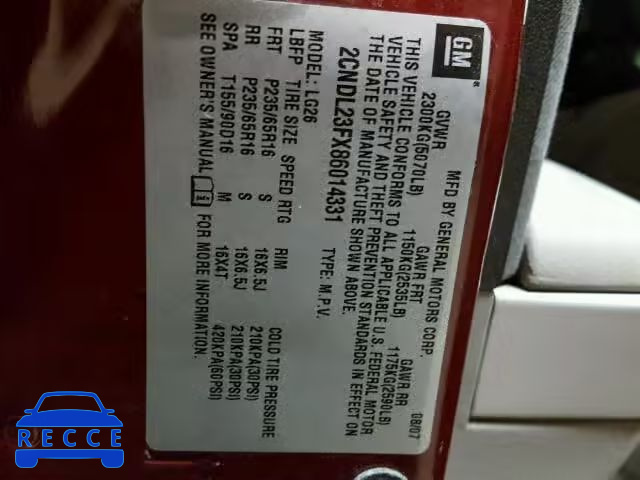 GM
MFD BY GENERAL MOTORS CORP. 08/07
GVWR GAWR FRT GAWR RR
2300KG(5070LB) 1150KG(2535LB) 1175KG(2590LB)
THIS VEHICLE CONFORMS TO ALL APPLICABLE U.S. FEDERAL MOTOR
VEHICLE SAFETY AND THEFT PREVENTION STANDARDS IN EFFECT ON
THE DATE OF MANUFACTURE SHOWN ABOVE.
2CNDL23FX86014331 TYPE: M.P.V.
MODEL: LG26
LBFP TIRE SIZE SPEED RTG RIM COLD TIRE PRESSURE
FRT P235/65R16 S 16X6.5J 210KPA(30PSI)
RR P235/65R16 S 16X6.5J 210KPA(30PSI)
SPA T155/90D16 M 16X4T 420KPA(60PSI)
SEE OWNER'S MANUAL FOR MORE INFORMATION.
RECCE